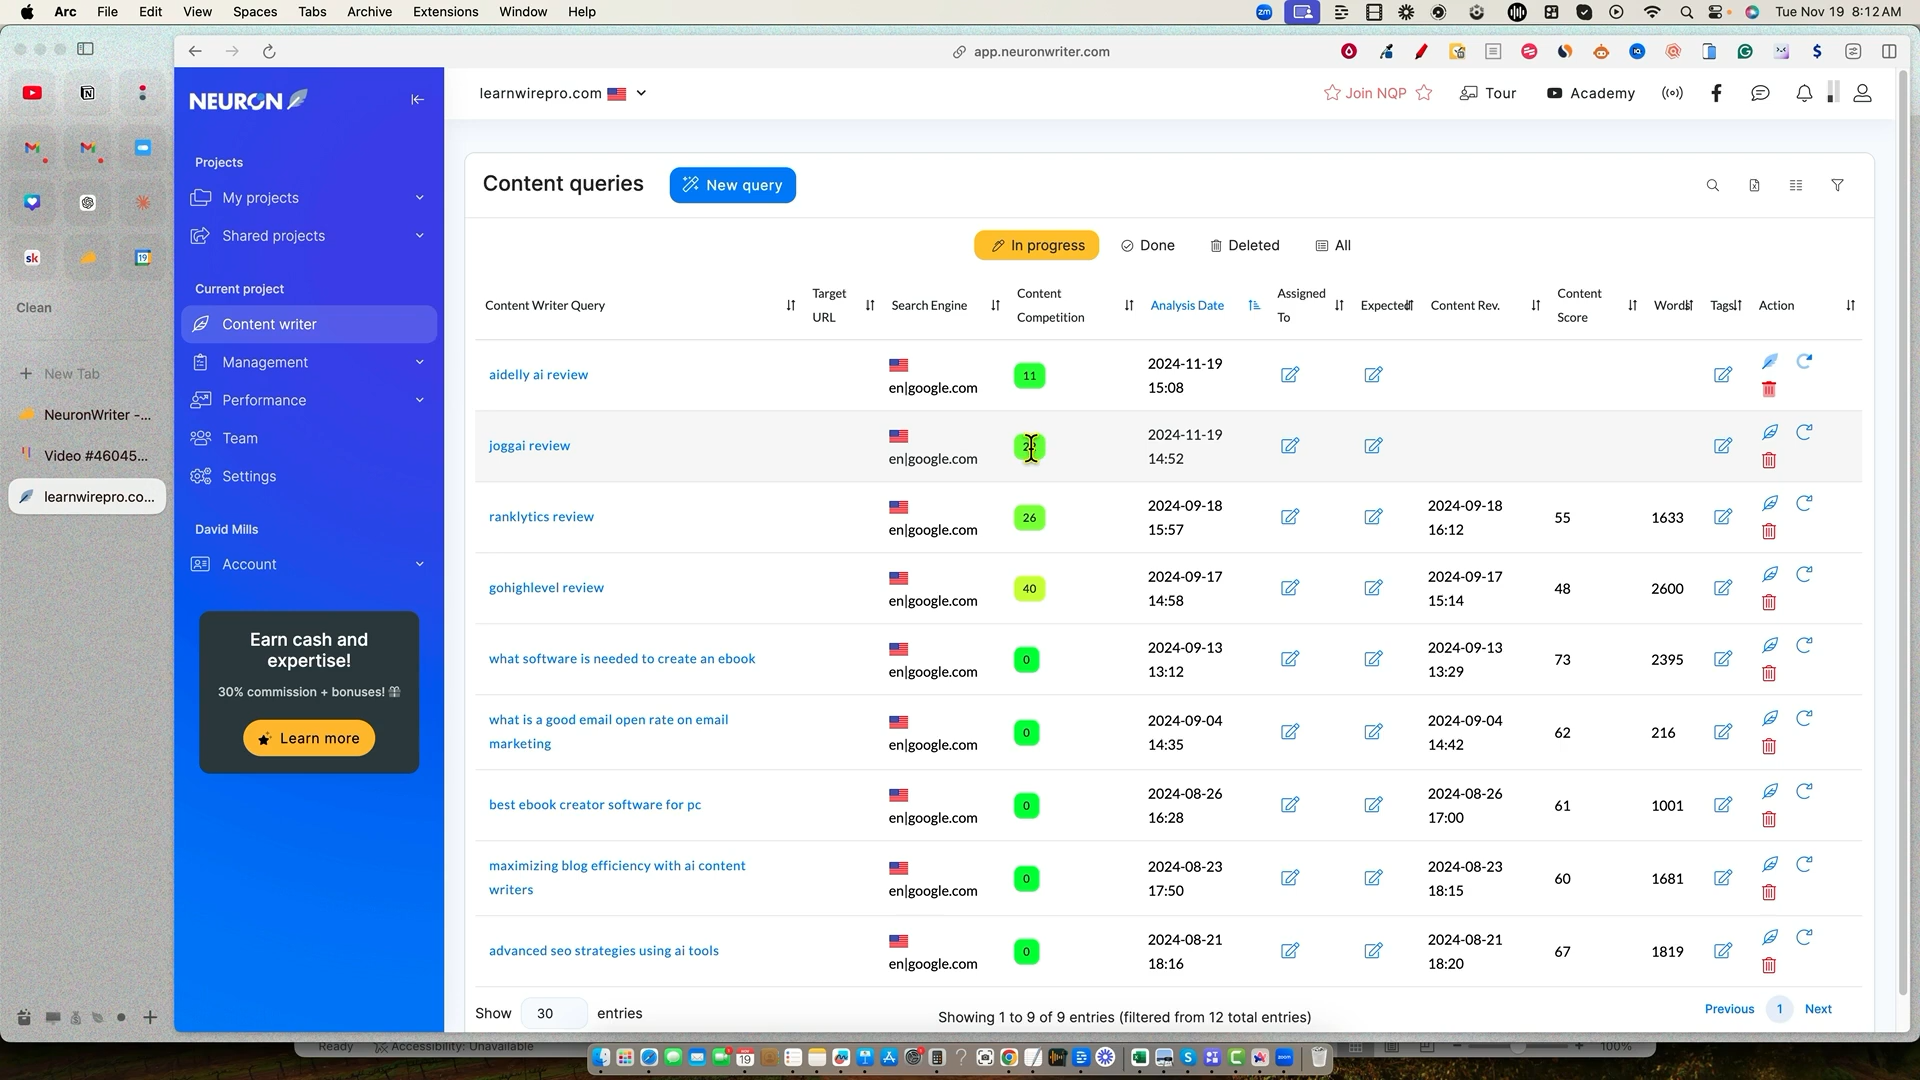 Arc File Edit View Spaces Tabs Archive Extensions Window Help
zm
Tue Nov 19 8:12 AM
app.neuronwriter.com
NEURON
learnwirepro.com
Join NQP
Tour
Academy
Projects
My projects
Shared projects
Current project
Content writer
Management
Performance
Team
Settings
David Mills
Account
Earn cash and
expertise!
30% commission + bonuses!
Learn more
sk
19
Clean
New Tab
NeuronWriter -...
Video #46045...
learnwirepro.co...
Content queries
New query
In progress
Done
Deleted
All
Content Writer Query
Target
URL
Search Engine
Content
Competition
Analysis Date
Assigned
To
Expected
Content Rev.
Content
Score
Words
Tags
Action
aidelly ai review
en|google.com
11
2024-11-19
15:08
joggai review
en|google.com
2024-11-19
14:52
ranklytics review
en|google.com
26
2024-09-18
15:57
2024-09-18
16:12
55
1633
gohighlevel review
en|google.com
40
2024-09-17
14:58
2024-09-17
15:14
48
2600
what software is needed to create an ebook
en|google.com
0
2024-09-13
13:12
2024-09-13
13:29
73
2395
what is a good email open rate on email
marketing
en|google.com
0
2024-09-04
14:35
2024-09-04
14:42
62
216
best ebook creator software for pc
en|google.com
0
2024-08-26
16:28
2024-08-26
17:00
61
1001
maximizing blog efficiency with ai content
writers
en|google.com
0
2024-08-23
17:50
2024-08-23
18:15
60
1681
advanced seo strategies using ai tools
en|google.com
0
2024-08-21
18:16
2024-08-21
18:20
67
1819
Show 30 entries
Showing 1 to 9 of 9 entries (filtered from 12 total entries)
Previous 1 Next
Ready
Accessibility: Unavailable
100%